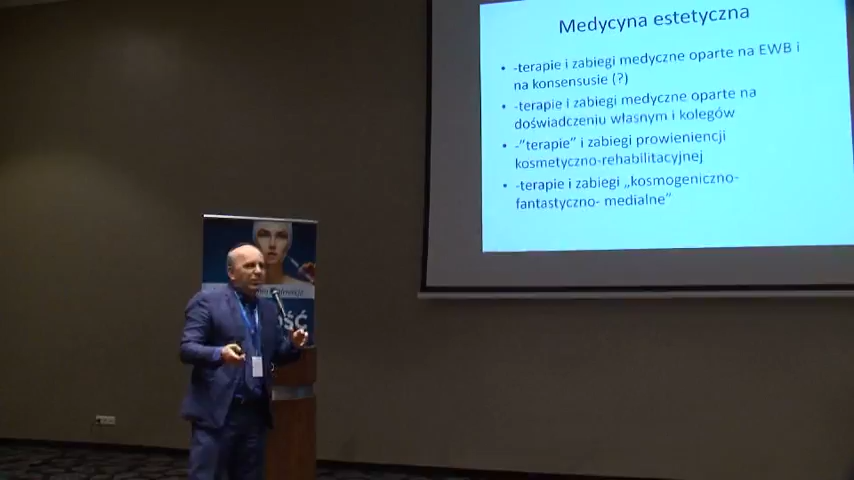 Medycyna estetyczna
• -terapie i zabiegi medyczne oparte na EWB i
na konsensusie (?)
• -terapie i zabiegi medyczne oparte na
doświadczeniu własnym i kolegów
• -"terapie" i zabiegi prowieniencji
kosmetyczno-rehabilitacyjnej
• -terapie i zabiegi „kosmogeniczno-
fantastyczno- medialne"